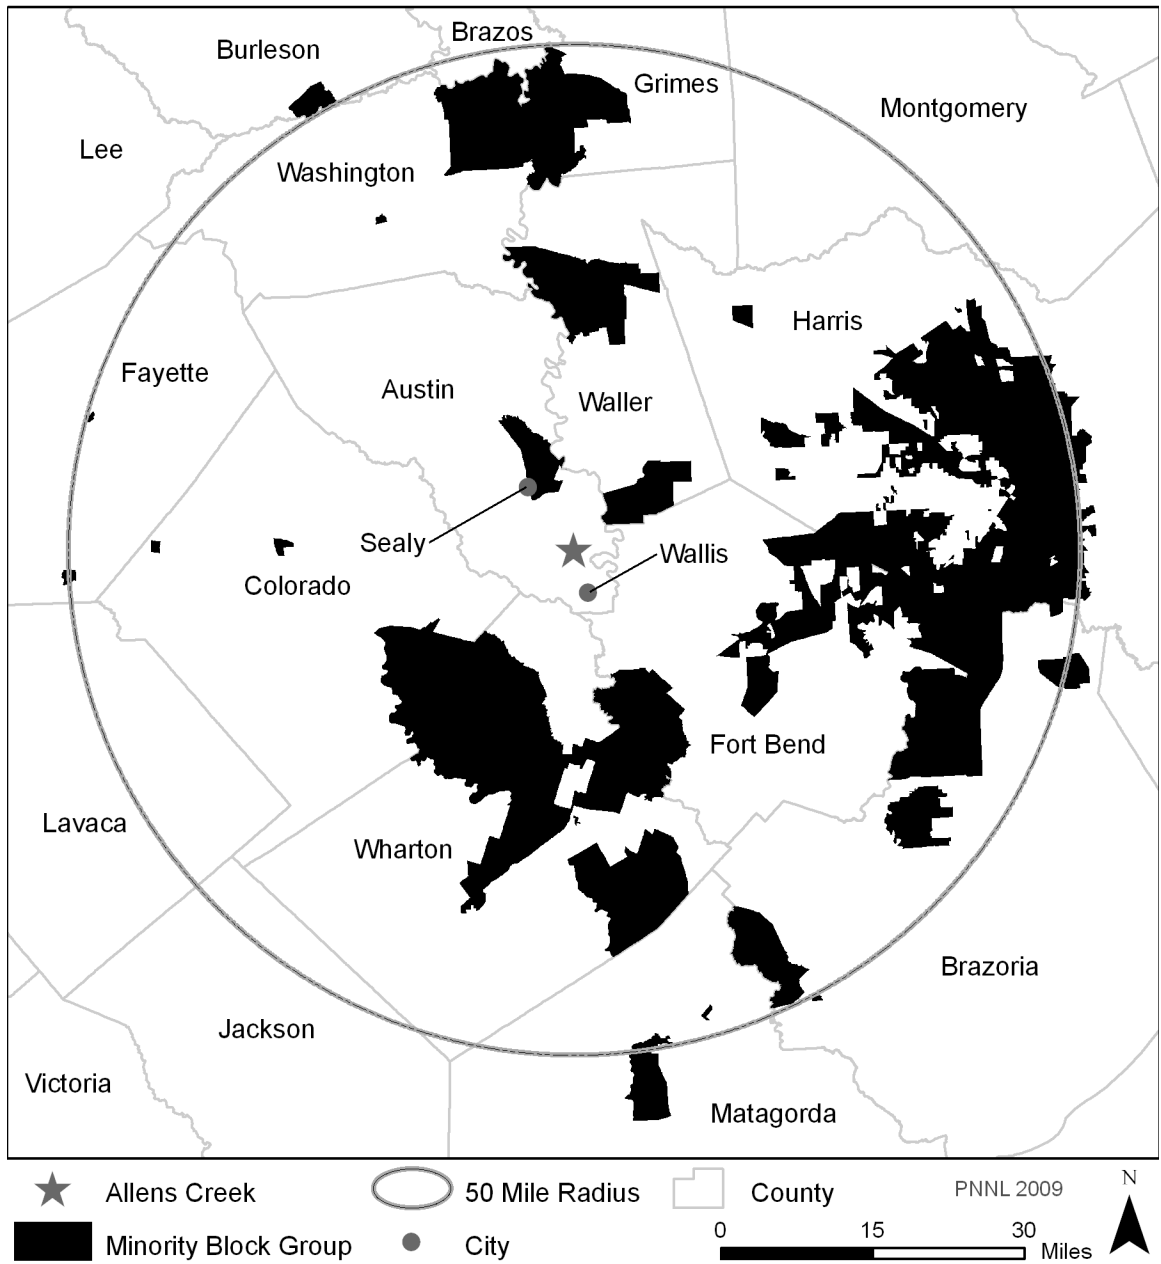 Brazos
Burleson
Grimes
Montgomery
Lee
Washington
Harris
Fayette
Austin
Waller
Sealy
Wallis
Colorado
Fort Bend
Lavaca
Wharton
Brazoria
Jackson
Victoria
Matagorda
Allens Creek
50 Mile Radius
County
PNNL 2009
N
Minority Block Group
City
0 15 30
Miles